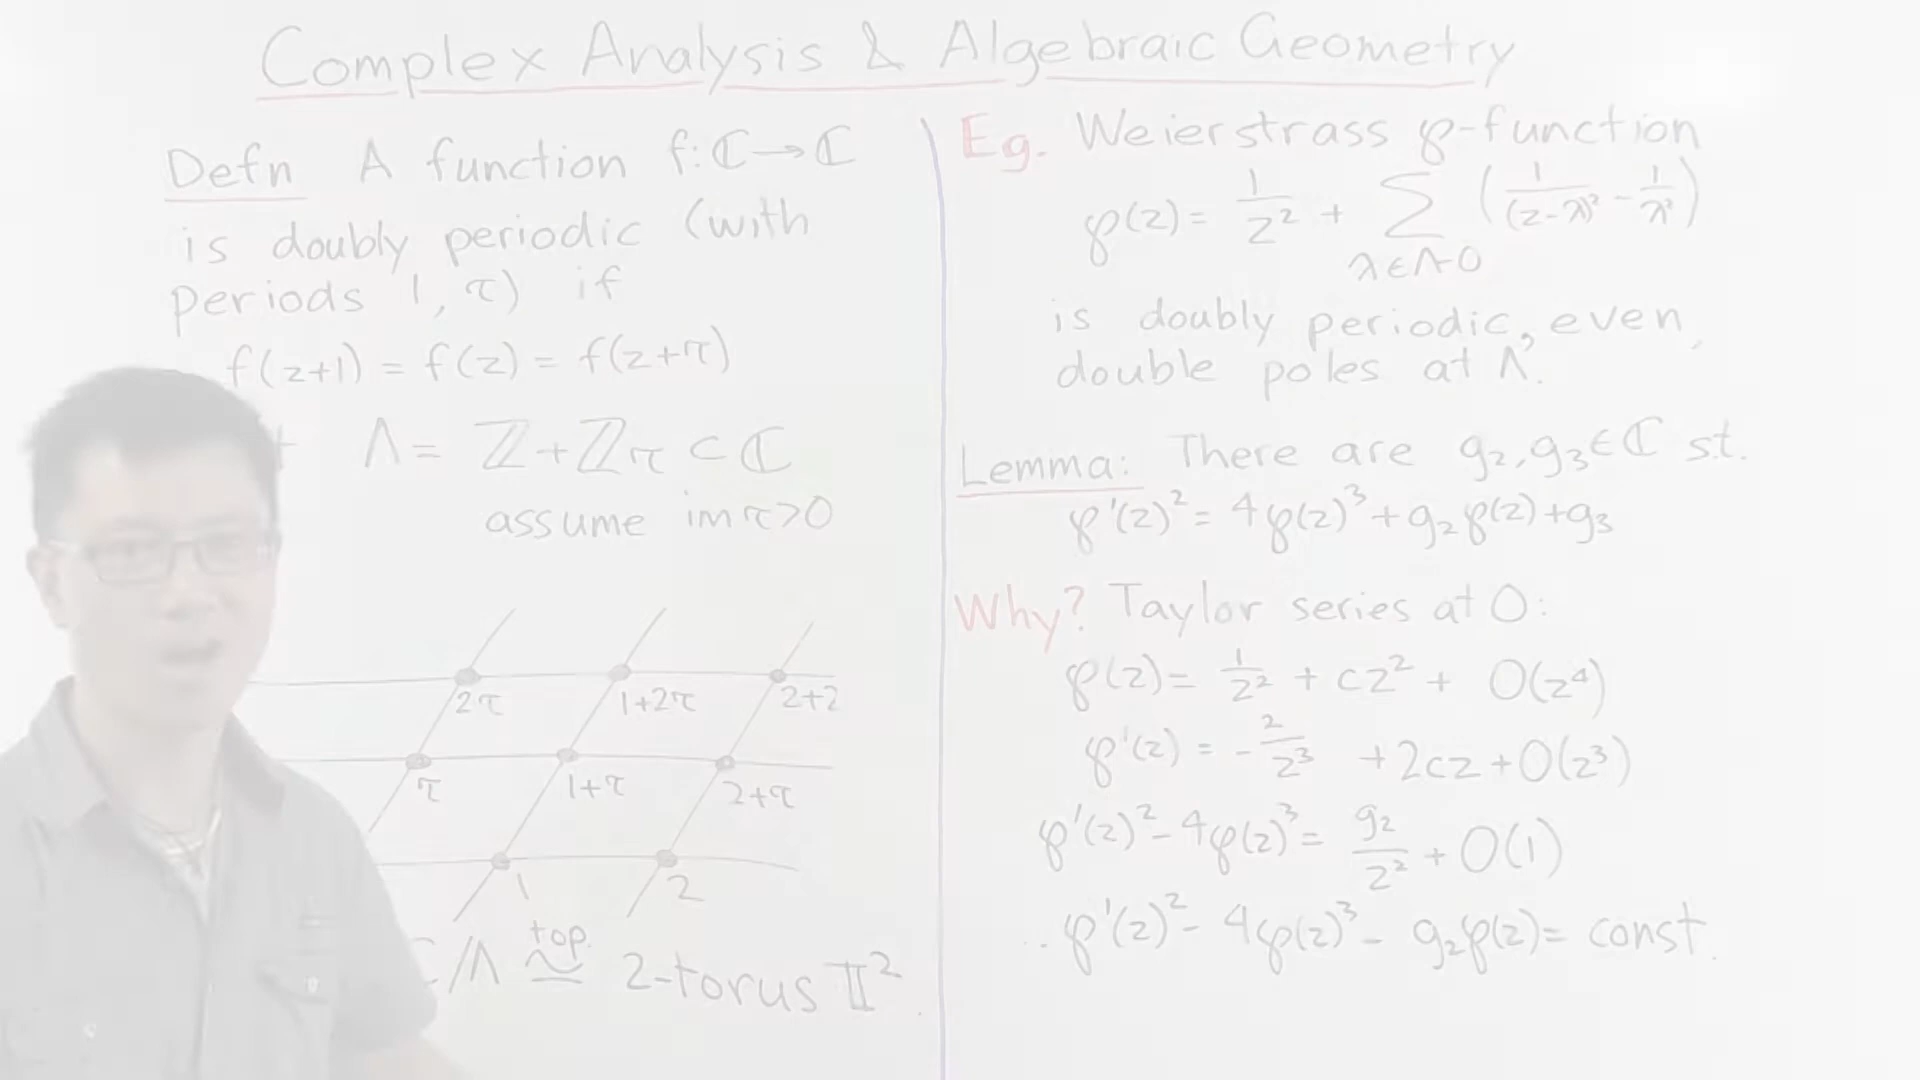 Complex Analysis & Algebraic Geometry
Defn A function f: ℂ → ℂ
is doubly periodic (with
periods 1, τ) if
f(z+1) = f(z) = f(z+τ)
Λ = ℤ + ℤτ ⊂ ℂ
assume im τ > 0
2τ 1+2τ 2+2
τ 1+τ 2+τ
1 2
/Λ ≃ top. 2-torus 𝕋²
Eg. Weierstrass ℘-function
℘(z) = 1/z² + Σ_{λ∈Λ-0} (1/(z-λ)² - 1/λ²)
is doubly periodic, even,
double poles at Λ.
Lemma: There are g₂, g₃ ∈ ℂ s.t.
℘'(z)² = 4℘(z)³ + g₂℘(z) + g₃
Why? Taylor series at 0:
℘(z) = 1/z² + cz² + O(z⁴)
℘'(z) = -2/z³ + 2cz + O(z³)
℘'(z)² - 4℘(z)³ = g₂/z² + O(1)
℘'(z)² - 4℘(z)³ - g₂℘(z) = const.